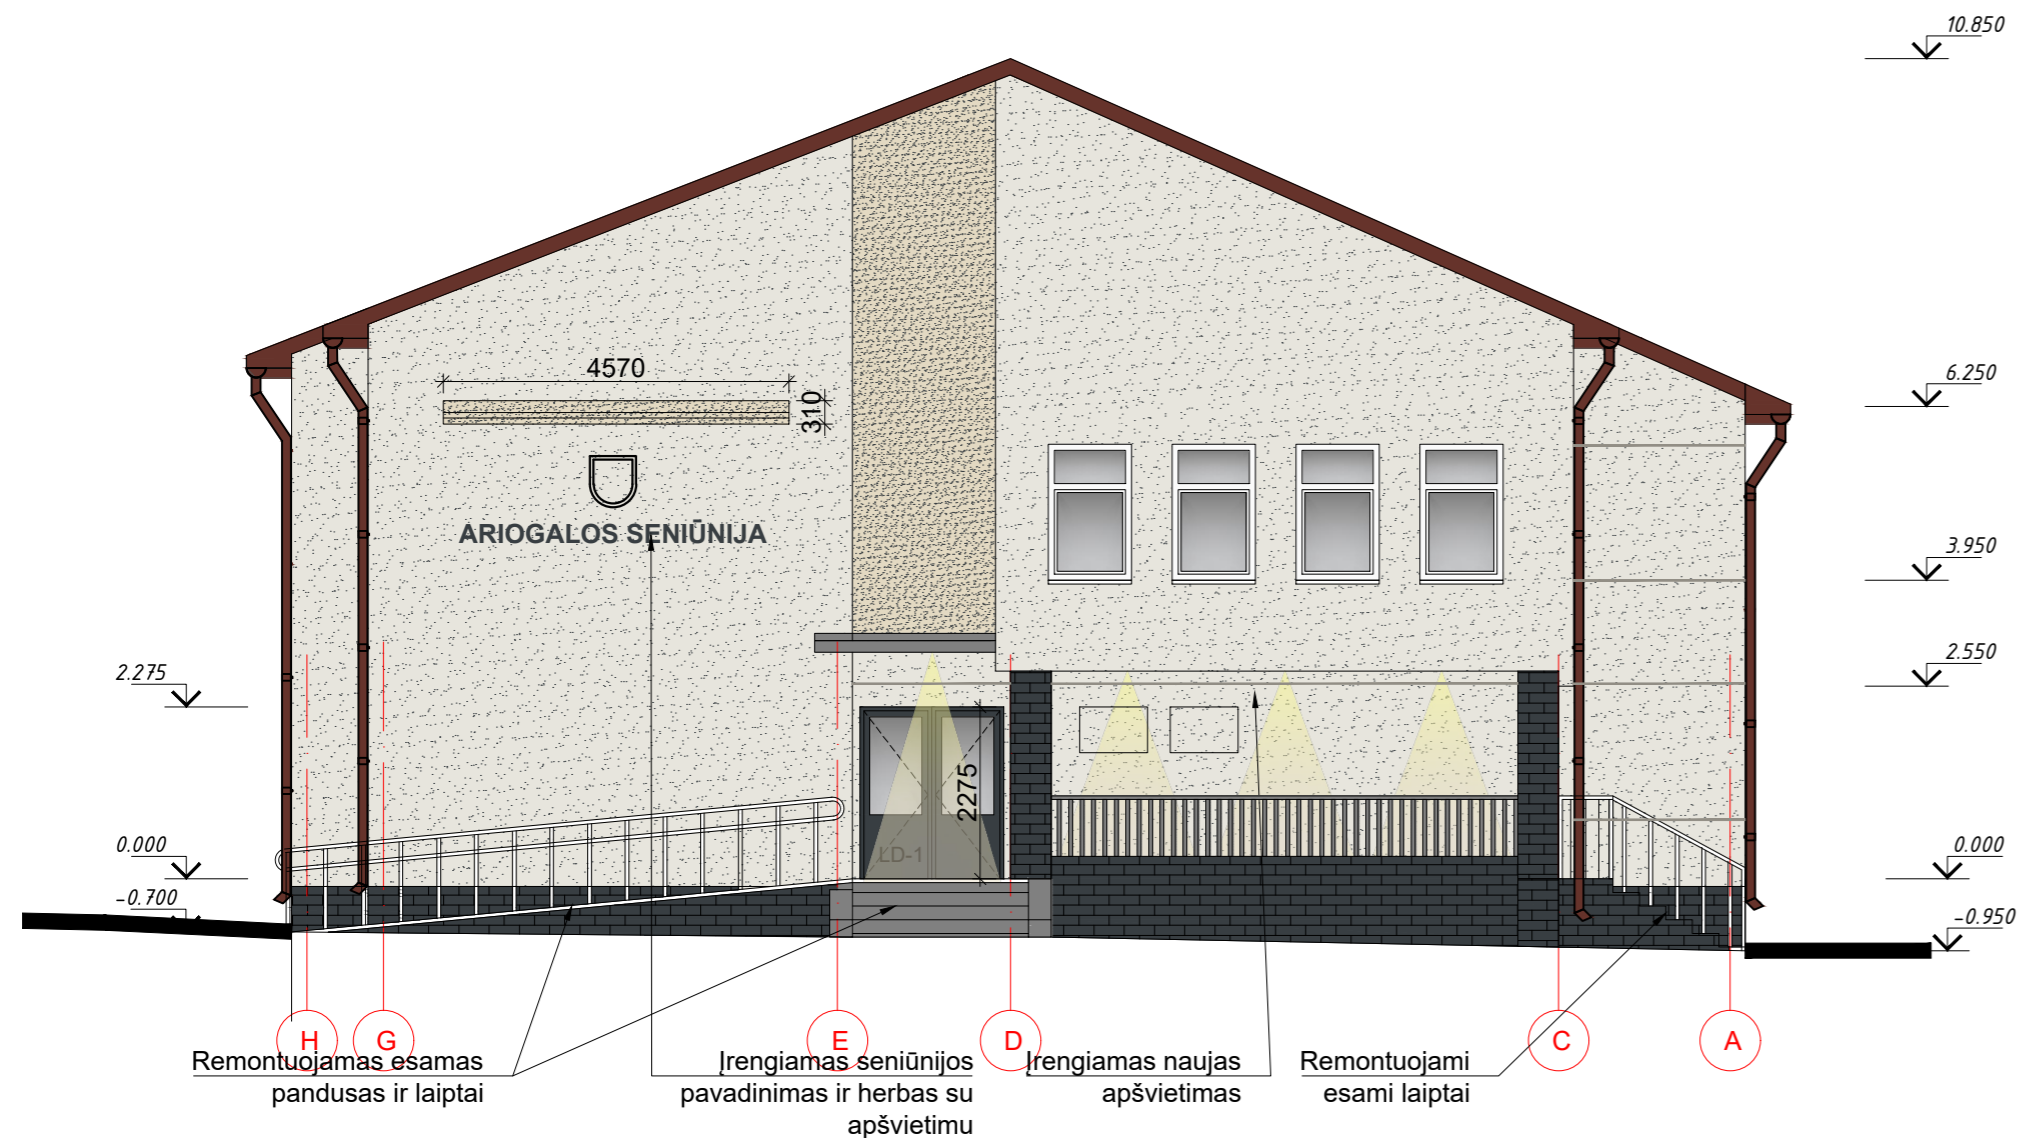 10.850
4570
6.250
310
ARIOGALOS SENIŪNIJA
3.950
2.550
2.275
2275
0.000
LD-1
0.000
-0.700
-0.950
H
G
E
D
C
A
Remontuojamas esamas
pandusas ir laiptai
Įrengiamas seniūnijos
pavadinimas ir herbas su
apšvietimu
Įrengiamas naujas
apšvietimas
Remontuojami
esami laiptai